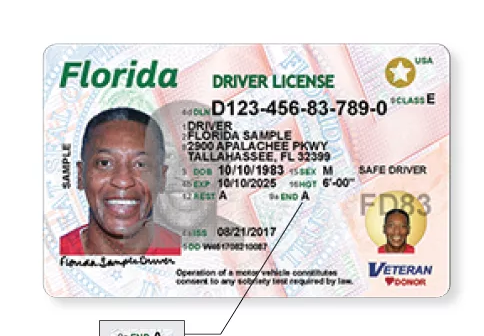 Florida DRIVER LICENSE USA
4d DLN D123-456-83-789-0 9 CLASS E
1 DRIVER
2 FLORIDA SAMPLE
8 2900 APALACHEE PKWY
TALLAHASSEE, FL 32399
3 DOB 10/10/1983 15 SEX M SAFE DRIVER
4b EXP 10/10/2025 16 HGT 6'-00"
12 REST A 9a END A
FD83
4a ISS 08/21/2017
5 DD W461708210087
SAMPLE
Florida Sample Driver
Operation of a motor vehicle constitutes
consent to any sobriety test required by law.
VETERAN
DONOR
9a END A